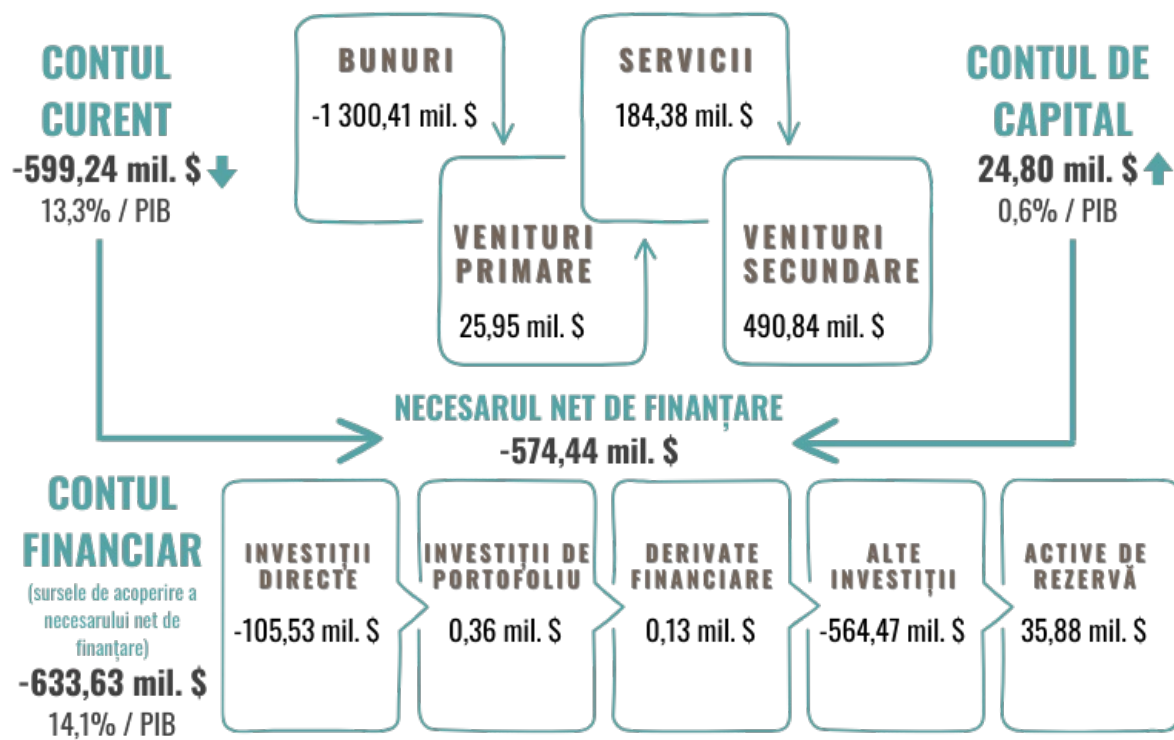 CONTUL
CURENT
-599,24 mil. $
13,3% / PIB
BUNURI
-1 300,41 mil. $
SERVICII
184,38 mil. $
VENITURI
PRIMARE
25,95 mil. $
VENITURI
SECUNDARE
490,84 mil. $
CONTUL DE
CAPITAL
24,80 mil. $
0,6% / PIB
NECESARUL NET DE FINANȚARE
-574,44 mil. $
CONTUL
FINANCIAR
(sursele de acoperire a
necesarului net de
finanțare)
-633,63 mil. $
14,1% / PIB
INVESTIȚII
DIRECTE
-105,53 mil. $
INVESTIȚII DE
PORTOFOLIU
0,36 mil. $
DERIVATE
FINANCIARE
0,13 mil. $
ALTE
INVESTIȚII
-564,47 mil. $
ACTIVE DE
REZERVĂ
35,88 mil. $